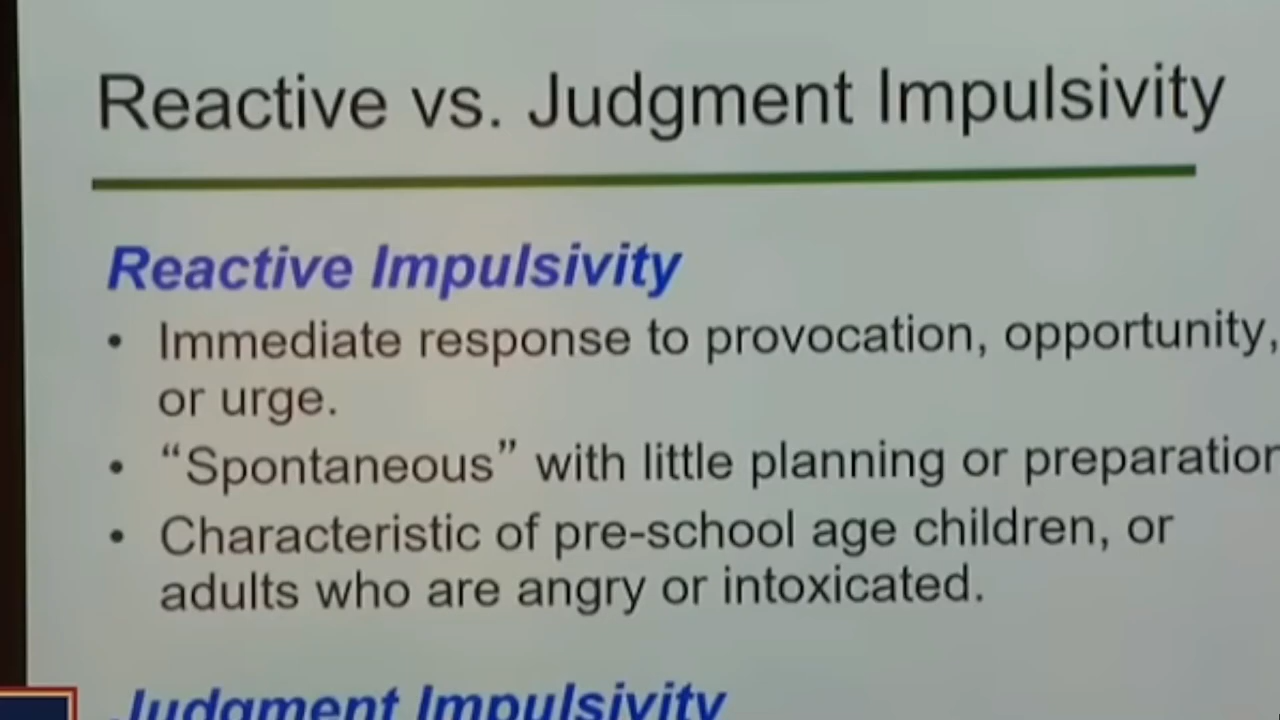 Reactive vs. Judgment Impulsivity
Reactive Impulsivity
• Immediate response to provocation, opportunity,
or urge.
• “Spontaneous” with little planning or preparation
• Characteristic of pre-school age children, or
adults who are angry or intoxicated.
Judgment Impulsivity